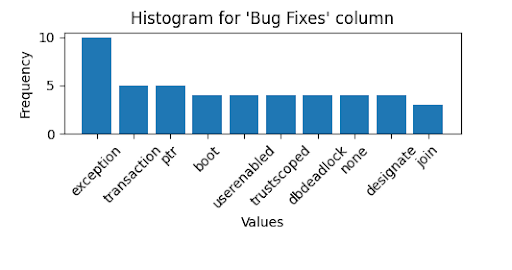 Histogram for 'Bug Fixes' column
Frequency
10
5
0
exception
transaction
ptr
boot
userenabled
trustscoped
dbdeadlock
none
designate
join
Values